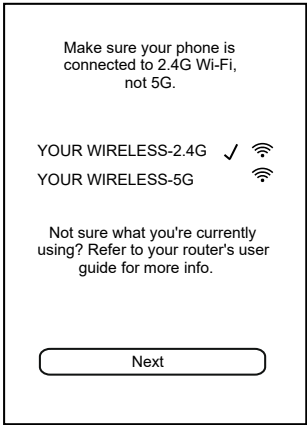 Make sure your phone is
connected to 2.4G Wi-Fi,
not 5G.
YOUR WIRELESS-2.4G
YOUR WIRELESS-5G
Not sure what you're currently
using? Refer to your router's user
guide for more info.
Next